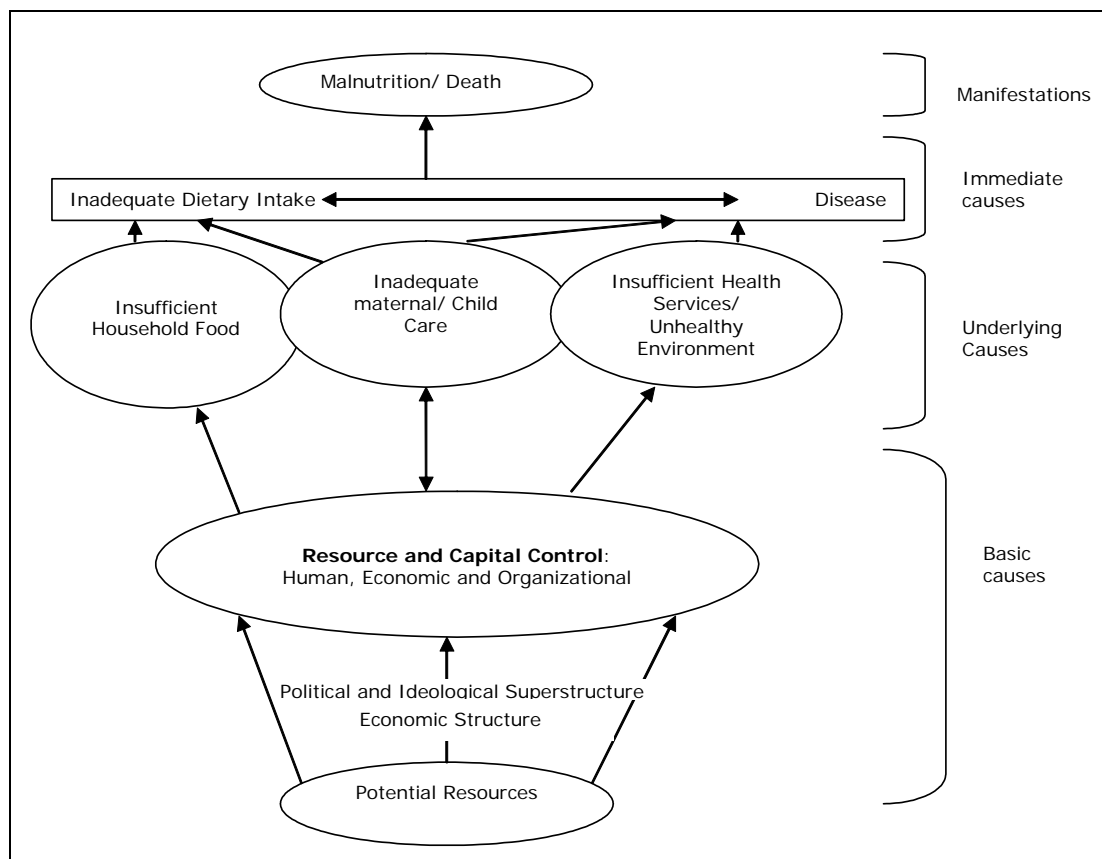 Malnutrition/ Death
Manifestations
Inadequate Dietary Intake
Disease
Immediate
causes
Insufficient
Household Food
Inadequate
maternal/ Child
Care
Insufficient Health
Services/
Unhealthy
Environment
Underlying
Causes
Resource and Capital Control:
Human, Economic and Organizational
Basic
causes
Political and Ideological Superstructure
Economic Structure
Potential Resources